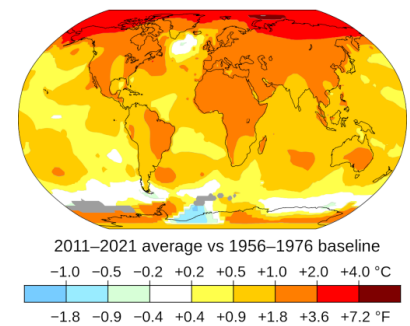 2011–2021 average vs 1956–1976 baseline
−1.0 −0.5 −0.2 +0.2 +0.5 +1.0 +2.0 +4.0 °C
−1.8 −0.9 −0.4 +0.4 +0.9 +1.8 +3.6 +7.2 °F